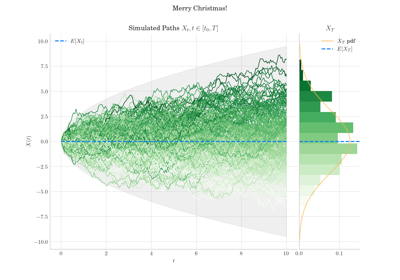 Merry Christmas!
Simulated Paths X_t, t ∈ [t_0, T]
X_T
E[X_t]
X_T pdf
E[X_T]
10.0
7.5
5.0
2.5
0.0
−2.5
−5.0
−7.5
−10.0
X(t)
0 2 4 6 8 10
0.0 0.1
t